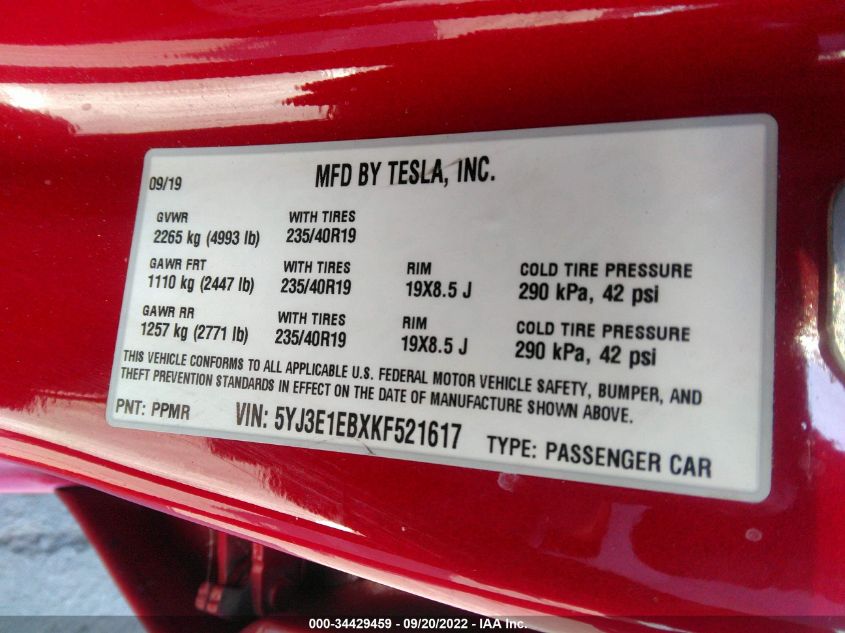 MFD BY TESLA, INC.
09/19
GVWR WITH TIRES
2265 kg (4993 lb) 235/40R19
GAWR FRT WITH TIRES RIM COLD TIRE PRESSURE
1110 kg (2447 lb) 235/40R19 19X8.5 J 290 kPa, 42 psi
GAWR RR WITH TIRES RIM COLD TIRE PRESSURE
1257 kg (2771 lb) 235/40R19 19X8.5 J 290 kPa, 42 psi
THIS VEHICLE CONFORMS TO ALL APPLICABLE U.S. FEDERAL MOTOR VEHICLE SAFETY, BUMPER, AND
THEFT PREVENTION STANDARDS IN EFFECT ON THE DATE OF MANUFACTURE SHOWN ABOVE.
PNT: PPMR VIN: 5YJ3E1EBXKF521617 TYPE: PASSENGER CAR
000-34429459 - 09/20/2022 - IAA Inc.